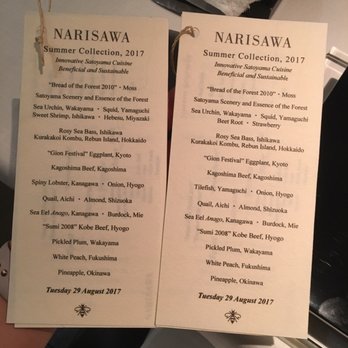 NARISAWA
Summer Collection, 2017
Innovative Satoyama Cuisine
Beneficial and Sustainable
"Bread of the Forest 2010" • Moss
Satoyama Scenery and Essence of the Forest
Sea Urchin, Wakayama • Squid, Yamaguchi
Sweet Shrimp, Ishikawa • Hebesu, Miyazaki
Rosy Sea Bass, Ishikawa
Kurakakoi Kombu, Rebun Island, Hokkaido
"Gion Festival" Eggplant, Kyoto
Kagoshima Beef, Kagoshima
Spiny Lobster, Kanagawa • Onion, Hyogo
Quail, Aichi • Almond, Shizuoka
Sea Eel Anago, Kanagawa • Burdock, Mie
"Sumi 2008" Kobe Beef, Hyogo
Pickled Plum, Wakayama
White Peach, Fukushima
Pineapple, Okinawa
Tuesday 29 August 2017
NARISAWA
Summer Collection, 2017
Innovative Satoyama Cuisine
Beneficial and Sustainable
"Bread of the Forest 2010" • Moss
Satoyama Scenery and Essence of the Forest
Sea Urchin, Wakayama • Squid, Yamaguchi
Beet Root • Strawberry
Rosy Sea Bass, Ishikawa
Kurakakoi Kombu, Rebun Island, Hokkaido
"Gion Festival" Eggplant, Kyoto
Kagoshima Beef, Kagoshima
Tilefish, Yamaguchi • Onion, Hyogo
Quail, Aichi • Almond, Shizuoka
Sea Eel Anago, Kanagawa • Burdock, Mie
"Sumi 2008" Kobe Beef, Hyogo
Pickled Plum, Wakayama
White Peach, Fukushima
Pineapple, Okinawa
Tuesday 29 August 2017